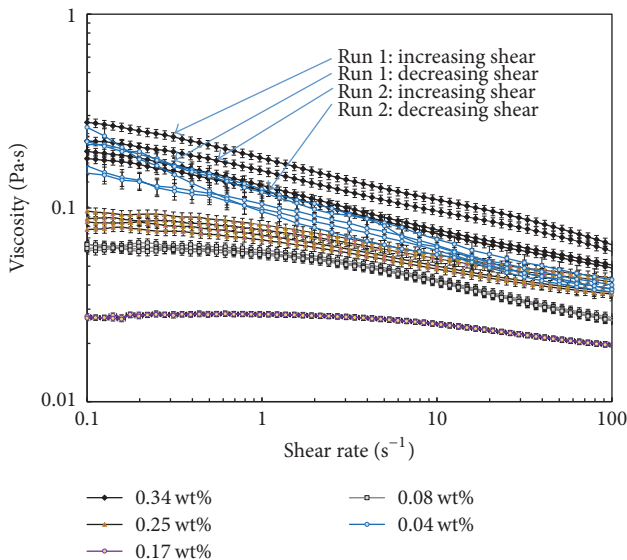 1
Run 1: increasing shear
Run 1: decreasing shear
Run 2: increasing shear
Run 2: decreasing shear
Viscosity (Pa·s)
0.1
0.01
0.1 1 10 100
Shear rate (s⁻¹)
0.34 wt% 0.08 wt%
0.25 wt% 0.04 wt%
0.17 wt%